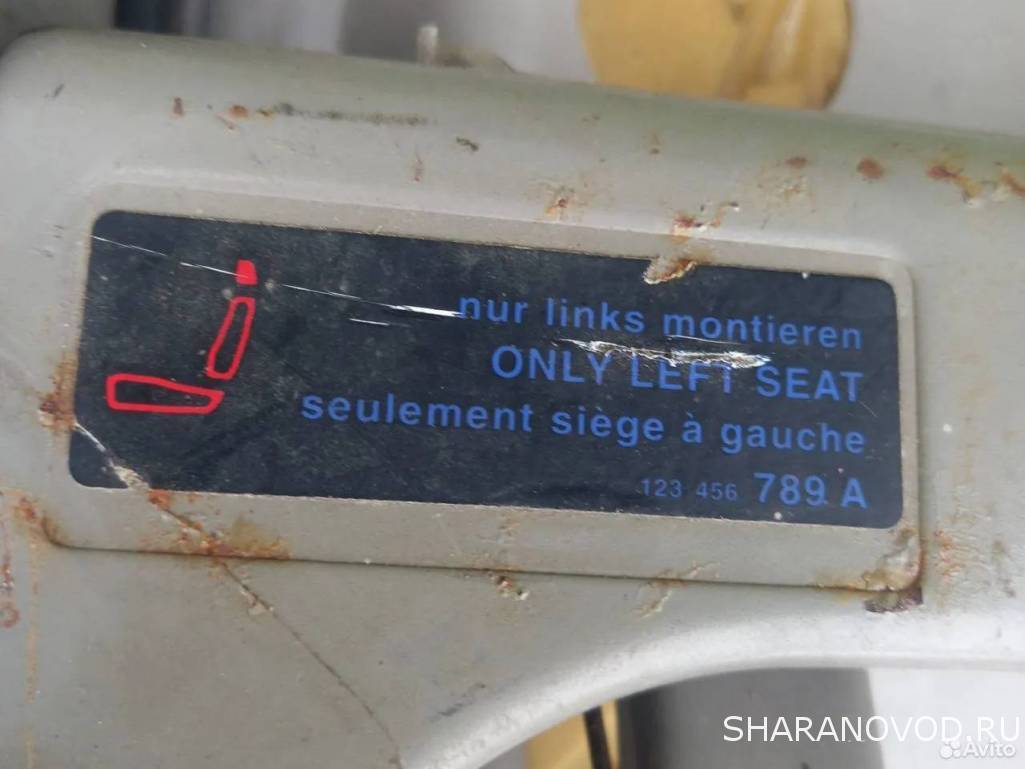 nur links montieren
ONLY LEFT SEAT
seulement siège à gauche
123 456 789 A
SHARANOVOD.RU
Avito